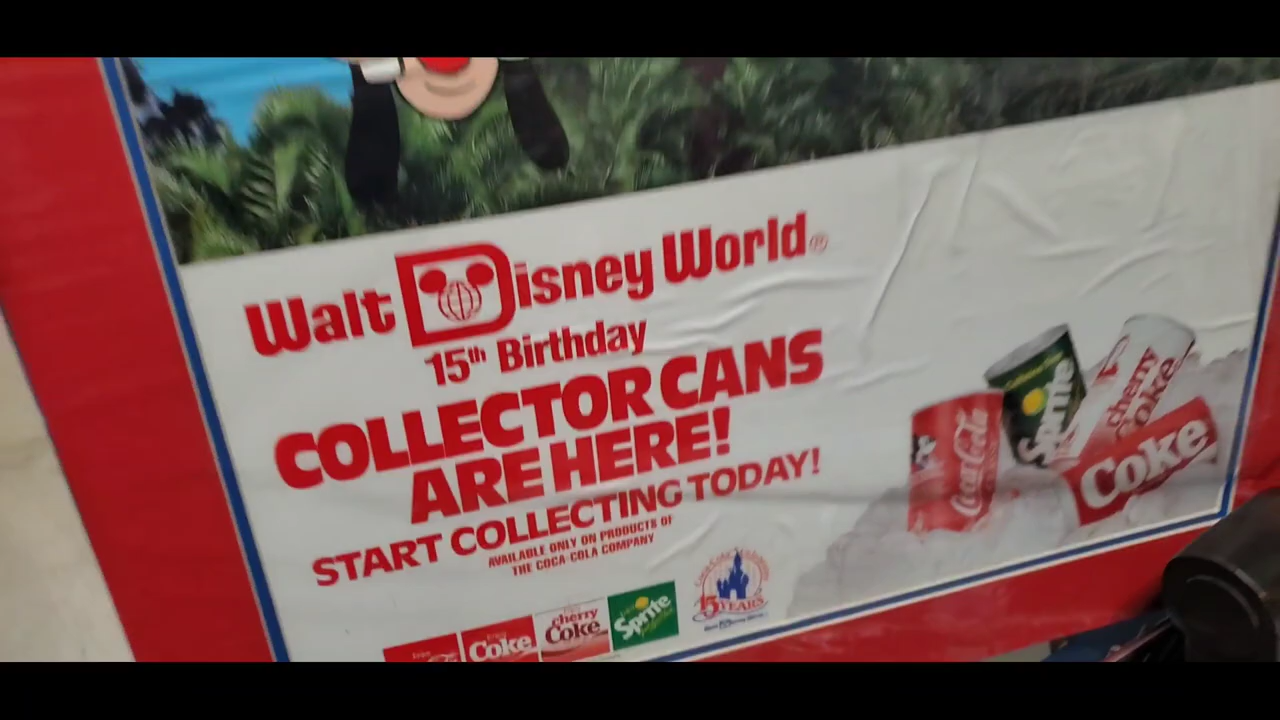 Walt Disney World®
15th Birthday
COLLECTOR CANS
ARE HERE!
START COLLECTING TODAY!
AVAILABLE ONLY ON PRODUCTS OF
THE COCA-COLA COMPANY
Coca-Cola
Sprite
cherry
Coke
Coke
Coke
cherry
Coke
Sprite
15 YEARS